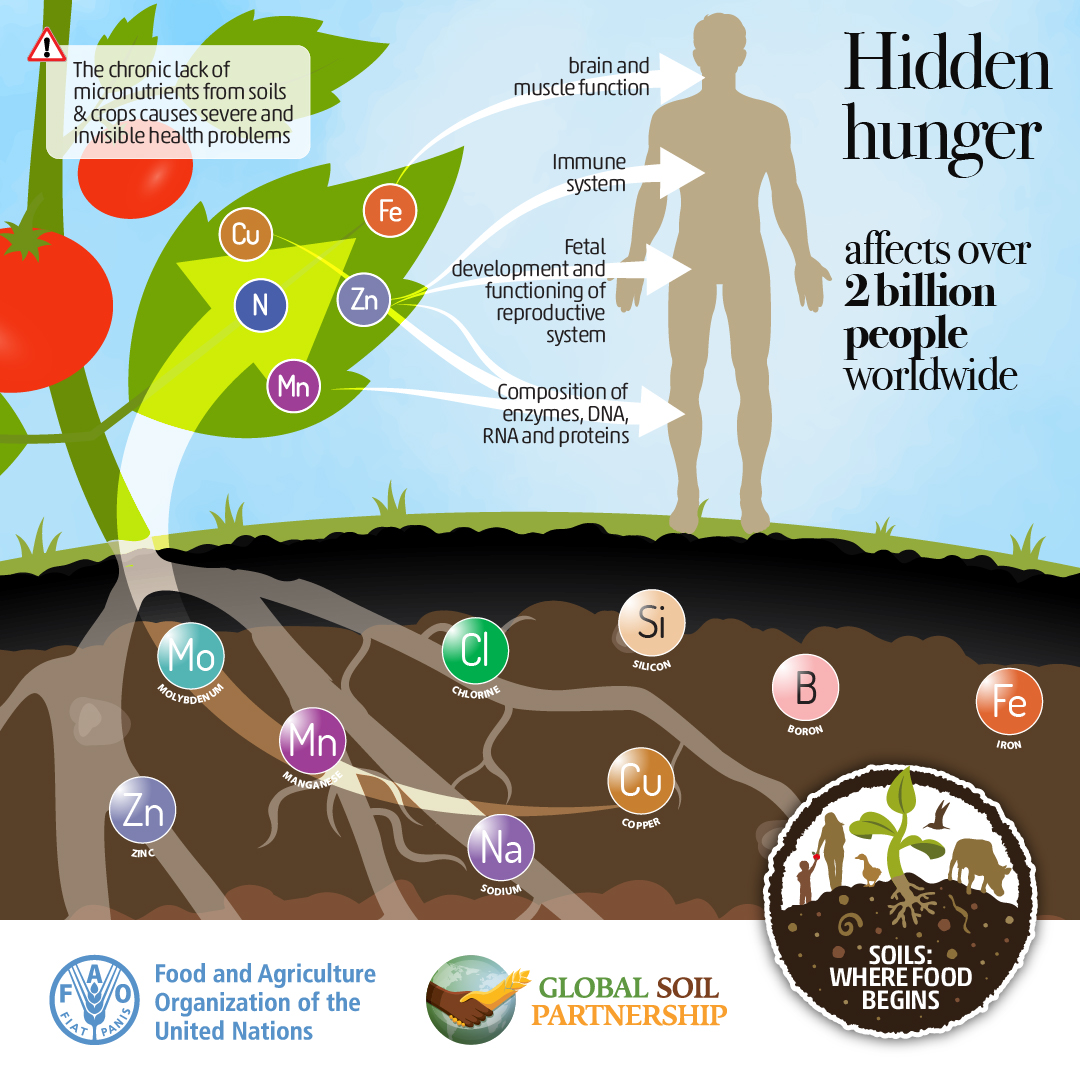 The chronic lack of
micronutrients from soils
& crops causes severe and
invisible health problems
Hidden
hunger
affects over
2 billion
people
worldwide
brain and
muscle function
Immune
system
Fetal
development and
functioning of
reproductive
system
Composition of
enzymes, DNA,
RNA and proteins
Cu
Fe
N
Zn
Mn
Mo
MOLYBDENUM
Cl
CHLORINE
Si
SILICON
B
BORON
Fe
IRON
Mn
MANGANESE
Zn
ZINC
Cu
COPPER
Na
SODIUM
SOILS:
WHERE FOOD
BEGINS
F A O
FIAT PANIS
Food and Agriculture
Organization of the
United Nations
GLOBAL SOIL
PARTNERSHIP